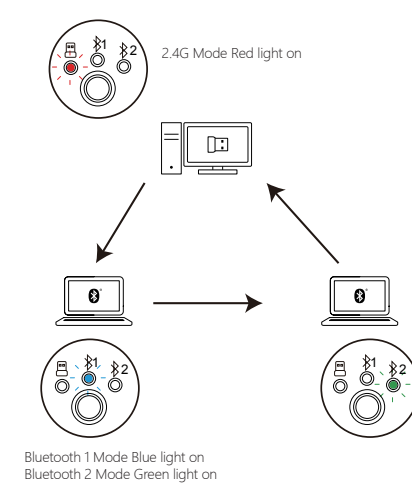 1 2
2.4G Mode Red light on
1 2
1 2
Bluetooth 1 Mode Blue light on
Bluetooth 2 Mode Green light on